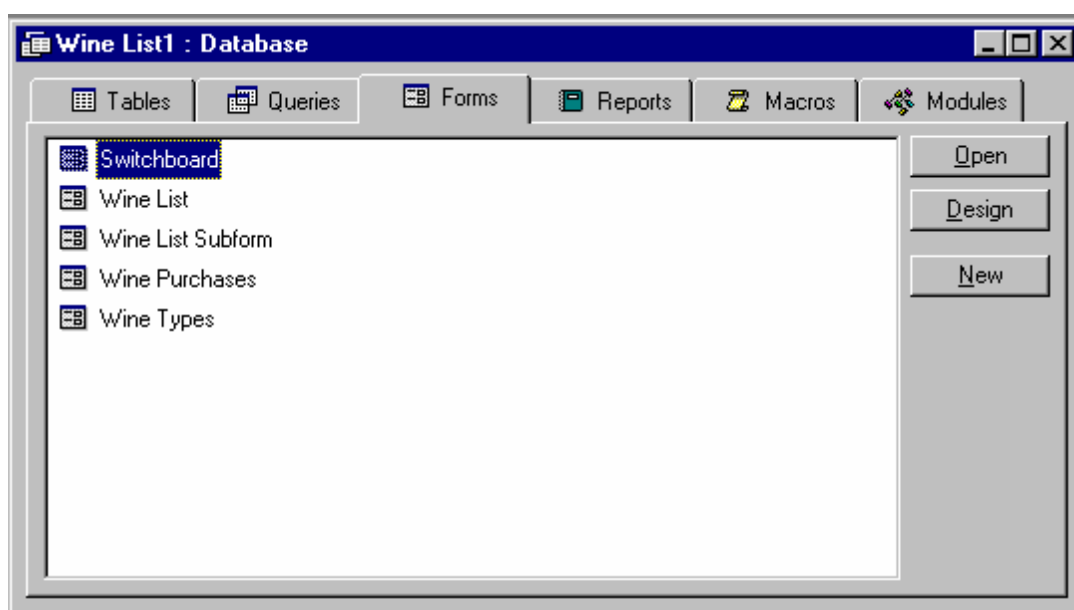 Wine List1 : Database
Tables Queries Forms Reports Macros Modules
Switchboard
Wine List
Wine List Subform
Wine Purchases
Wine Types
Open
Design
New